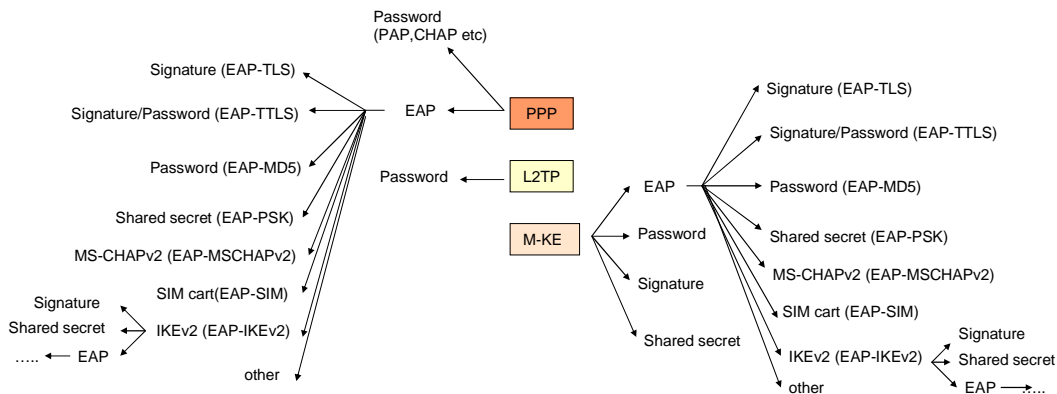 Password
(PAP,CHAP etc)
Signature (EAP-TLS)
Signature/Password (EAP-TTLS)
Password (EAP-MD5)
Shared secret (EAP-PSK)
MS-CHAPv2 (EAP-MSCHAPv2)
SIM cart(EAP-SIM)
IKEv2 (EAP-IKEv2)
Signature
Shared secret
EAP
.....
other
EAP
PPP
Password
L2TP
M-KE
EAP
Password
Signature
Shared secret
Signature (EAP-TLS)
Signature/Password (EAP-TTLS)
Password (EAP-MD5)
Shared secret (EAP-PSK)
MS-CHAPv2 (EAP-MSCHAPv2)
SIM cart (EAP-SIM)
IKEv2 (EAP-IKEv2)
Signature
Shared secret
EAP
.....
other